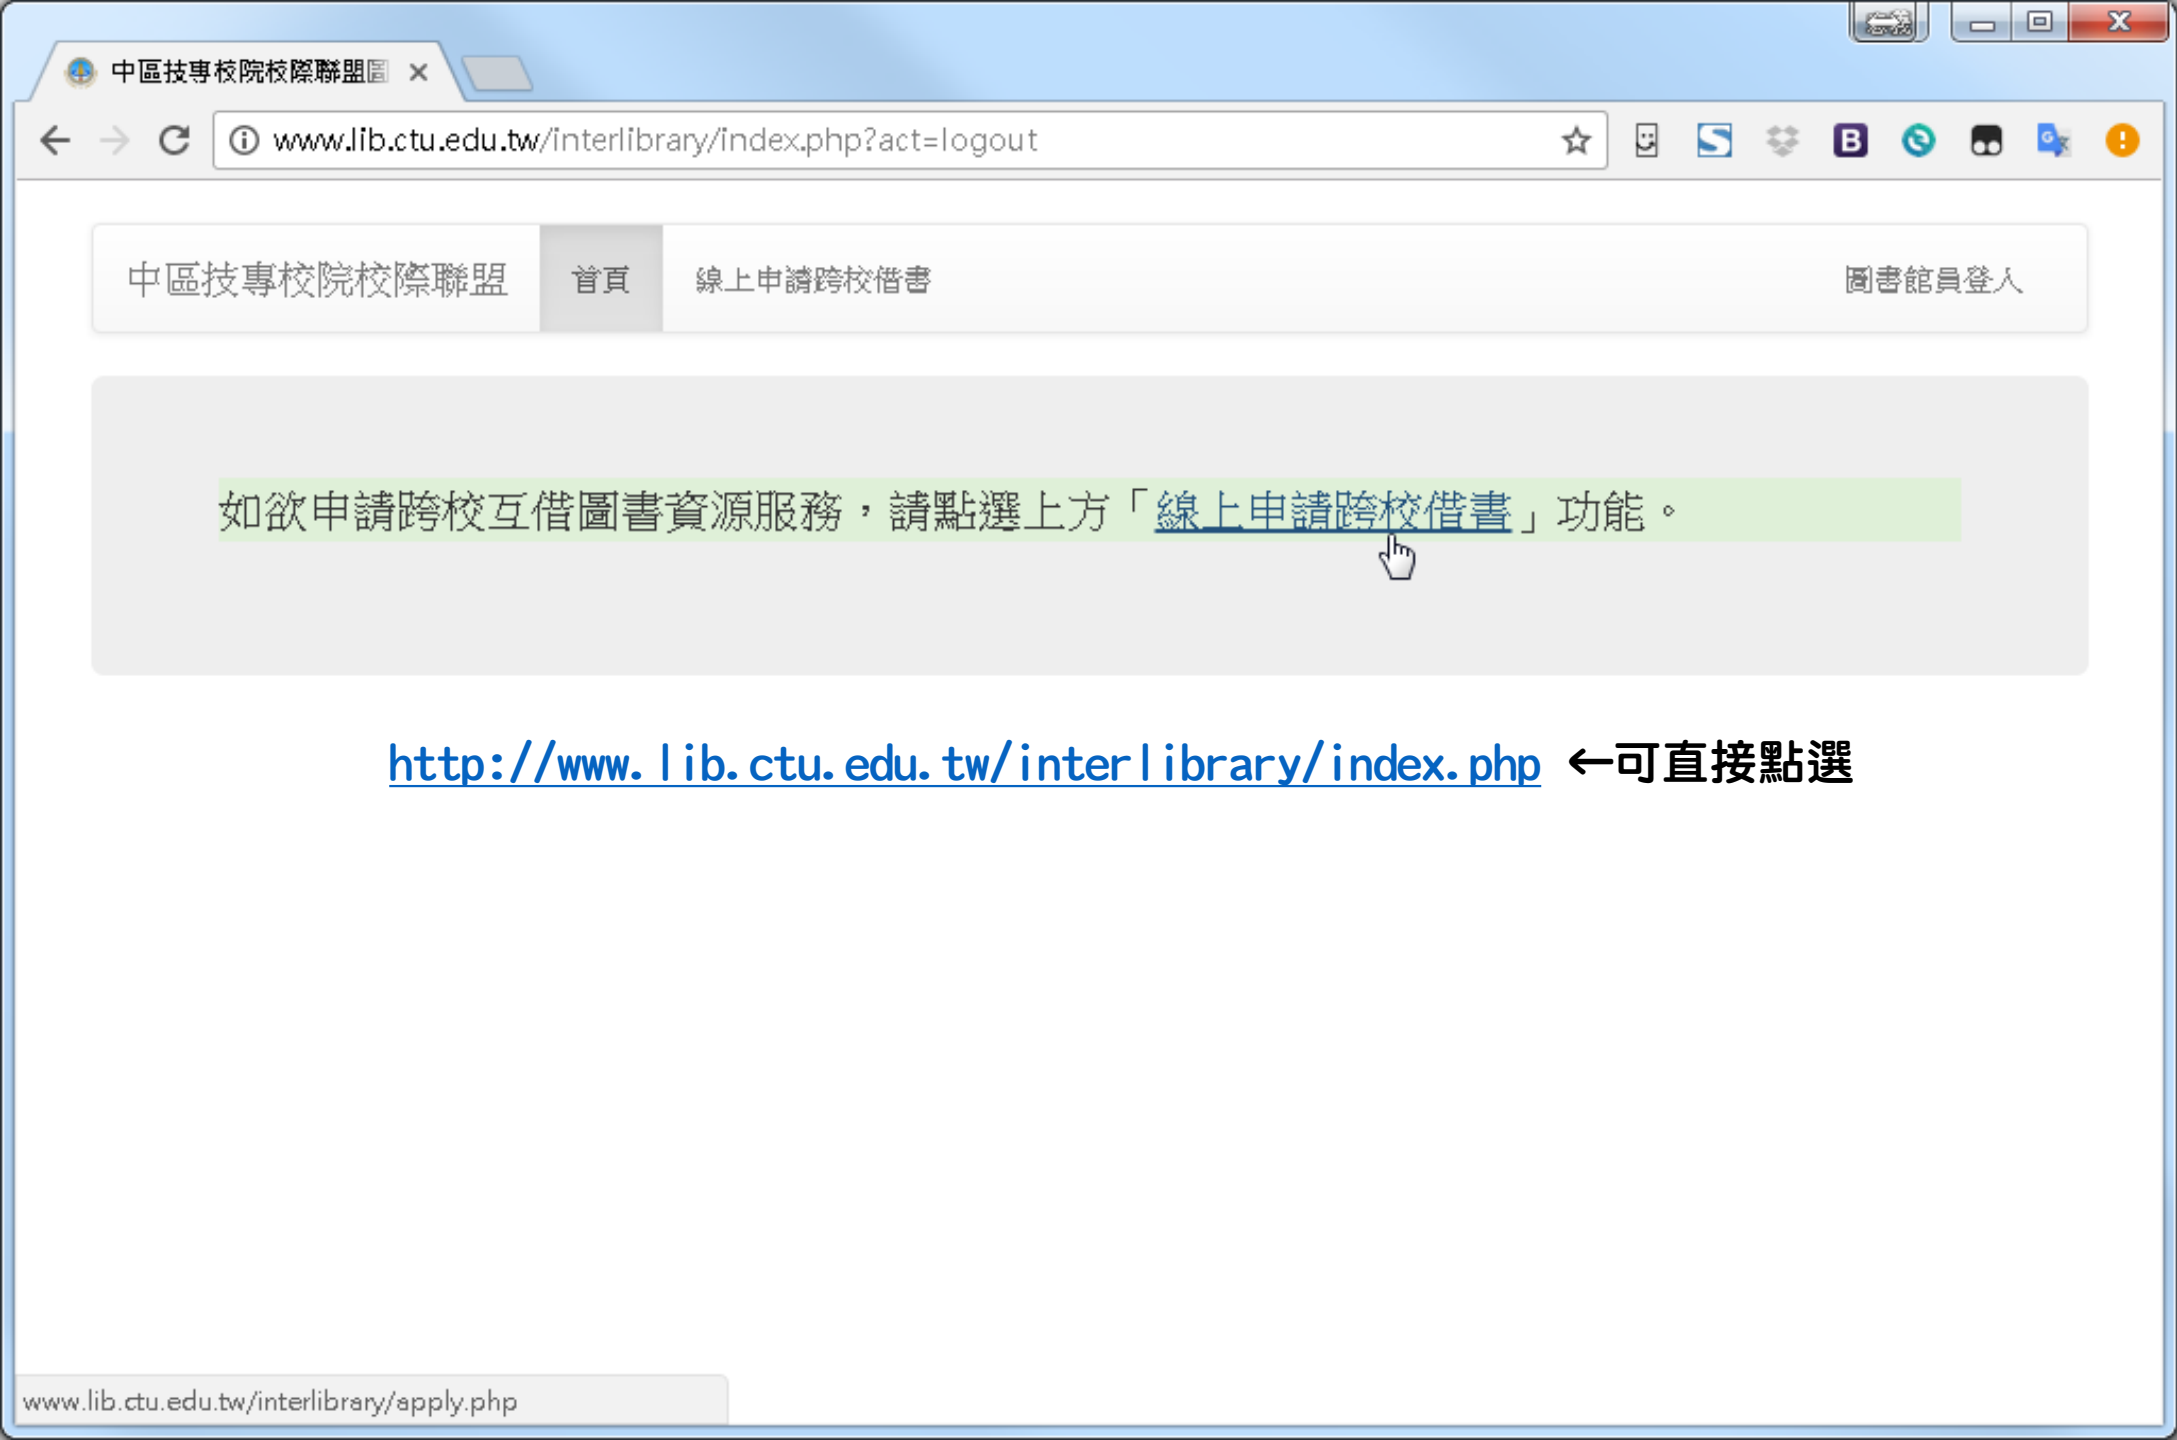 中區技專校院校際聯盟圖
www.lib.ctu.edu.tw/interlibrary/index.php?act=logout
中區技專校院校際聯盟 首頁 線上申請跨校借書 圖書館員登入
如欲申請跨校互借圖書資源服務，請點選上方「線上申請跨校借書」功能。
http://www.lib.ctu.edu.tw/interlibrary/index.php ←可直接點選
www.lib.ctu.edu.tw/interlibrary/apply.php